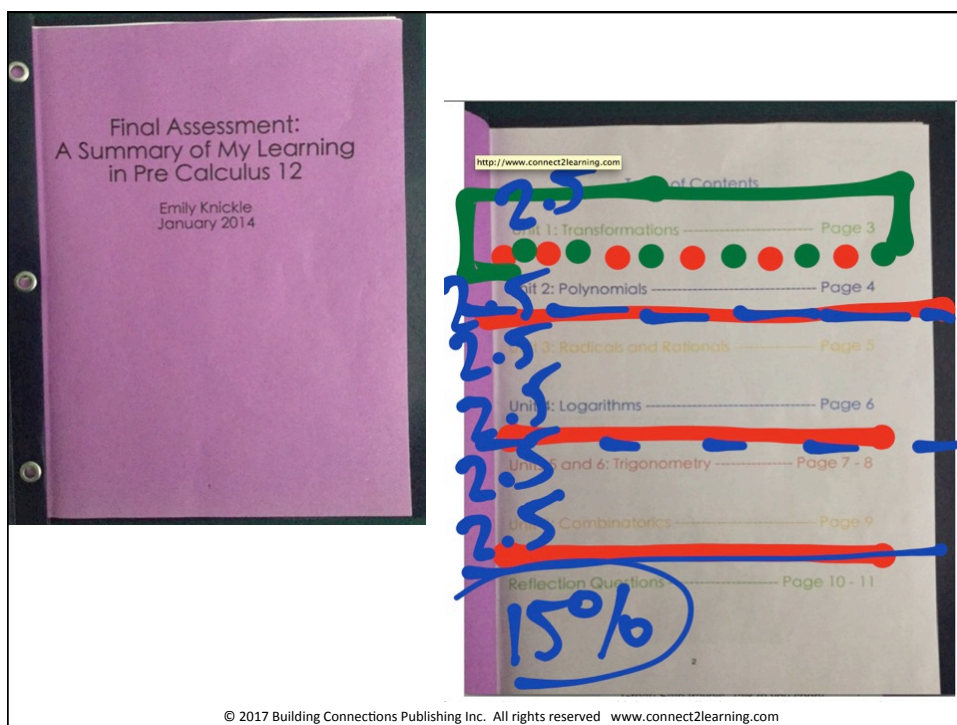 Final Assessment:
A Summary of My Learning
in Pre Calculus 12
Emily Knickle
January 2014
http://www.connect2learning.com
of Contents
2.5
Unit 1: Transformations Page 3
Unit 2: Polynomials Page 4
2.5
3: Radicals and Rationals Page 5
2.5
Unit 4: Logarithms Page 6
2.5
Units 5 and 6: Trigonometry Page 7 - 8
2.5
Combinatorics Page 9
2.5
Reflection Questions Page 10 - 11
15%
2
© 2017 Building Connections Publishing Inc. All rights reserved www.connect2learning.com